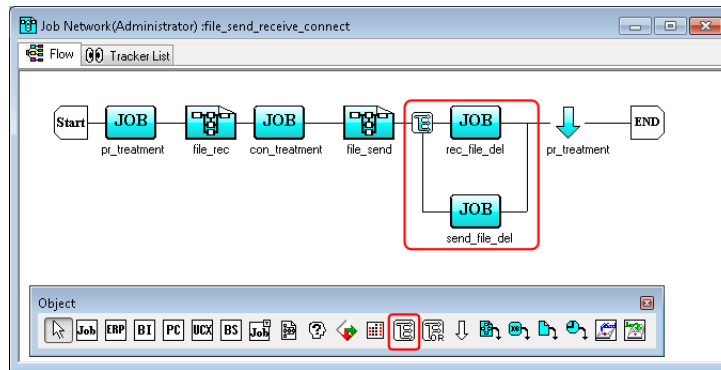 Job Network(Administrator) :file_send_receive_connect
Flow Tracker List
Start JOB JOB E JOB END
pr_treatment file_rec con_treatment file_send rec_file_del pr_treatment
JOB
send_file_del
Object
Job ERP BI PC UCX BS Job E E OR